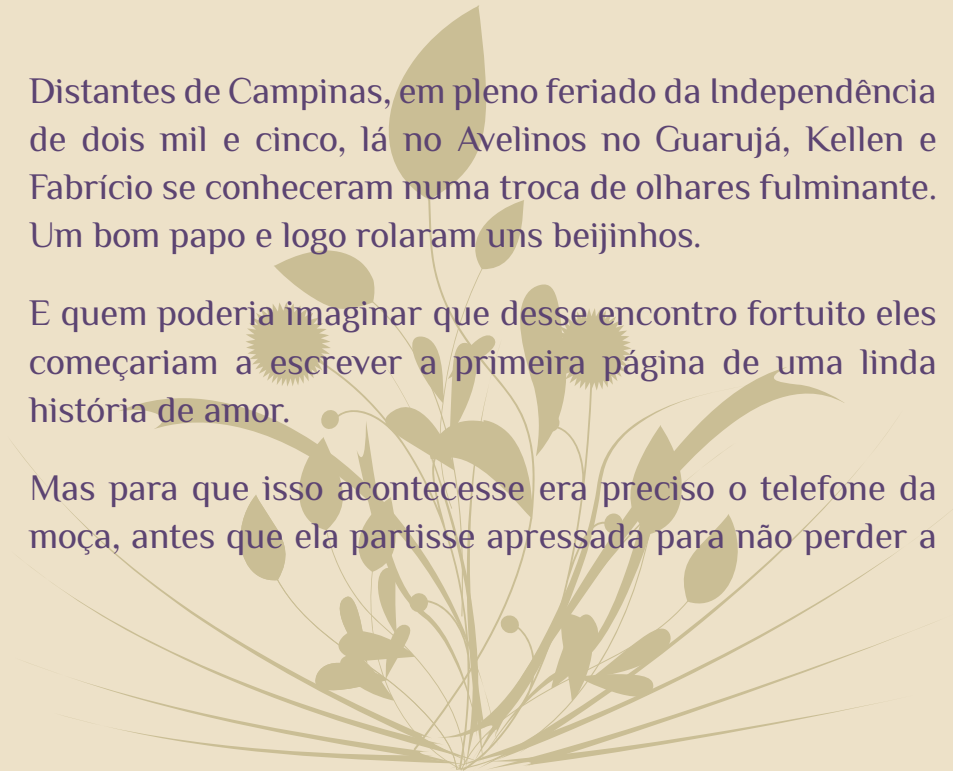 Distantes de Campinas, em pleno feriado da Independência
de dois mil e cinco, lá no Avelinos no Guarujá, Kellen e
Fabrício se conheceram numa troca de olhares fulminante.
Um bom papo e logo rolaram uns beijinhos.
E quem poderia imaginar que desse encontro fortuito eles
começariam a escrever a primeira página de uma linda
história de amor.
Mas para que isso acontecesse era preciso o telefone da
moça, antes que ela partisse apressada para não perder a